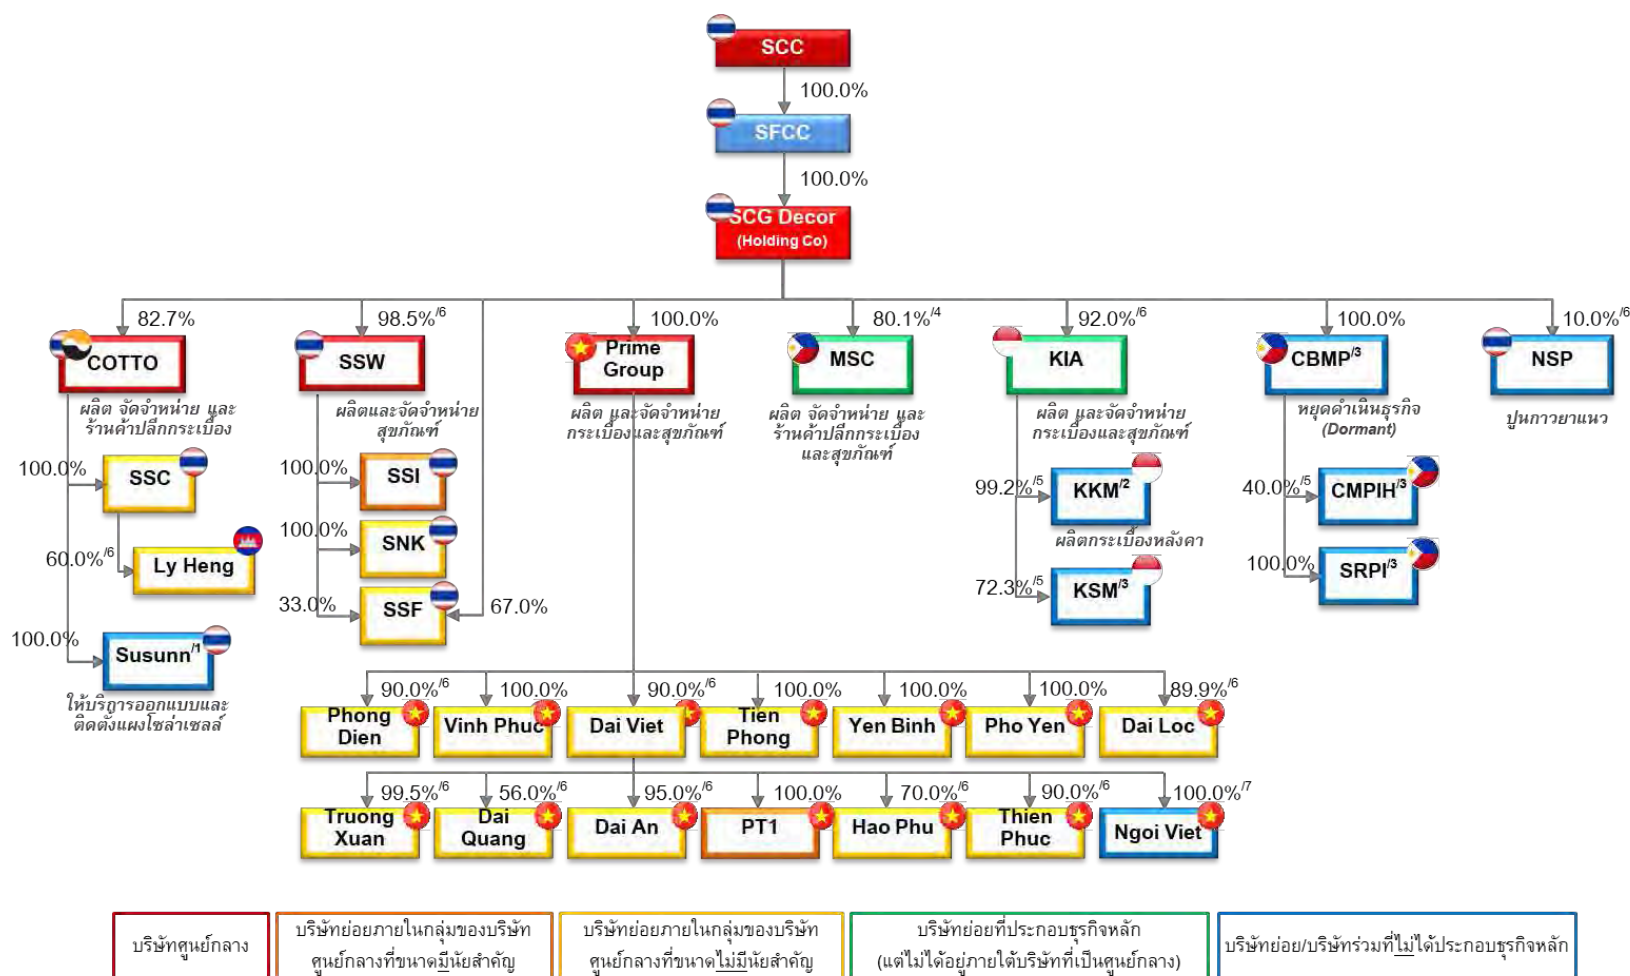 SCC
100.0%
SFCC
100.0%
SCG Decor
(Holding Co)
82.7%
98.5%/6
100.0%
80.1%/4
92.0%/6
100.0%
10.0%/6
COTTO
SSW
Prime
Group
MSC
KIA
CBMP/3
NSP
ผลิต จัดจำหน่าย และ
ร้านค้าปลีกกระเบื้อง
ผลิตและจัดจำหน่าย
สุขภัณฑ์
ผลิต และจัดจำหน่าย
กระเบื้องและสุขภัณฑ์
ผลิต จัดจำหน่าย และ
ร้านค้าปลีกกระเบื้อง
และสุขภัณฑ์
ผลิต และจัดจำหน่าย
กระเบื้องและสุขภัณฑ์
หยุดดำเนินธุรกิจ
(Dormant)
ปูนกาวยาแนว
100.0%
SSC
60.0%/6
Ly Heng
100.0%
Susunn/1
ให้บริการออกแบบและ
ติดตั้งแผงโซล่าเซลล์
100.0%
SSI
100.0%
SNK
33.0%
SSF
67.0%
99.2%/5
KKM/2
ผลิตกระเบื้องหลังคา
72.3%/5
KSM/3
40.0%/5
CMPIH/3
100.0%
SRPI/3
90.0%/6
100.0%
90.0%/6
100.0%
100.0%
100.0%
89.9%/6
Phong
Dien
Vinh Phuc
Dai Viet
Tien
Phong
Yen Binh
Pho Yen
Dai Loc
99.5%/6
56.0%/6
95.0%/6
100.0%
70.0%/6
90.0%/6
100.0%/7
Truong
Xuan
Dai
Quang
Dai An
PT1
Hao Phu
Thien
Phuc
Ngoi Viet
บริษัทศูนย์กลาง
บริษัทย่อยภายในกลุ่มของบริษัท
ศูนย์กลางที่ขนาดมีนัยสำคัญ
บริษัทย่อยภายในกลุ่มของบริษัท
ศูนย์กลางที่ขนาดไม่มีนัยสำคัญ
บริษัทย่อยที่ประกอบธุรกิจหลัก
(แต่ไม่ได้อยู่ภายใต้บริษัทที่เป็นศูนย์กลาง)
บริษัทย่อย/บริษัทร่วมที่ไม่ได้ประกอบธุรกิจหลัก